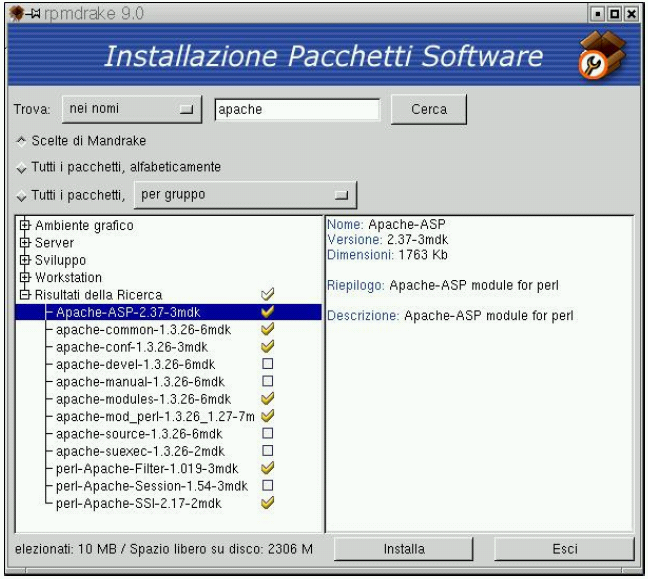 rpmdrake 9.0
Installazione Pacchetti Software
Trova: nei nomi apache Cerca
Scelte di Mandrake
Tutti i pacchetti, alfabeticamente
Tutti i pacchetti, per gruppo
Ambiente grafico
Server
Sviluppo
Workstation
Risultati della Ricerca
Apache-ASP-2.37-3mdk
apache-common-1.3.26-6mdk
apache-conf-1.3.26-3mdk
apache-devel-1.3.26-6mdk
apache-manual-1.3.26-6mdk
apache-modules-1.3.26-6mdk
apache-mod_perl-1.3.26_1.27-7m
apache-source-1.3.26-6mdk
apache-suexec-1.3.26-2mdk
perl-Apache-Filter-1.019-3mdk
perl-Apache-Session-1.54-3mdk
perl-Apache-SSI-2.17-2mdk
Nome: Apache-ASP
Versione: 2.37-3mdk
Dimensioni: 1763 Kb
Riepilogo: Apache-ASP module for perl
Descrizione: Apache-ASP module for perl
elezionati: 10 MB / Spazio libero su disco: 2306 M
Installa
Esci